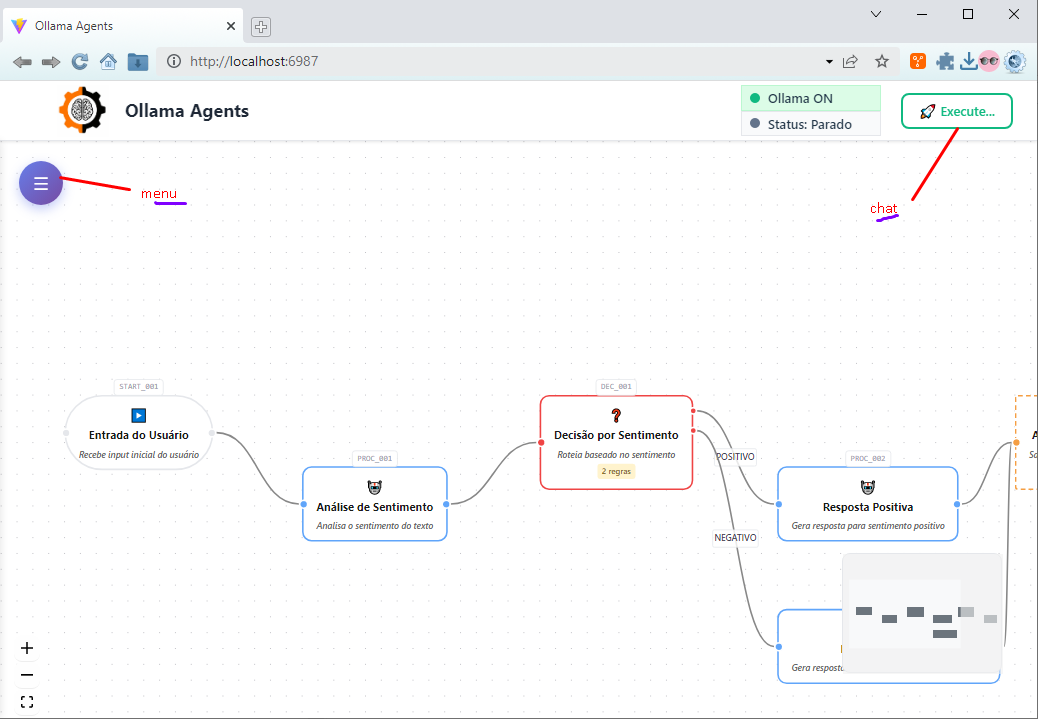 Ollama Agents
http://localhost:6987
Ollama Agents
Ollama ON
Status: Parado
Execute...
menu
chat
START_001
Entrada do Usuário
Recebe input inicial do usuário
PROC_001
Análise de Sentimento
Analisa o sentimento do texto
DEC_001
Decisão por Sentimento
Roteia baseado no sentimento
2 regras
POSITIVO
NEGATIVO
PROC_002
Resposta Positiva
Gera resposta para sentimento positivo
Gera